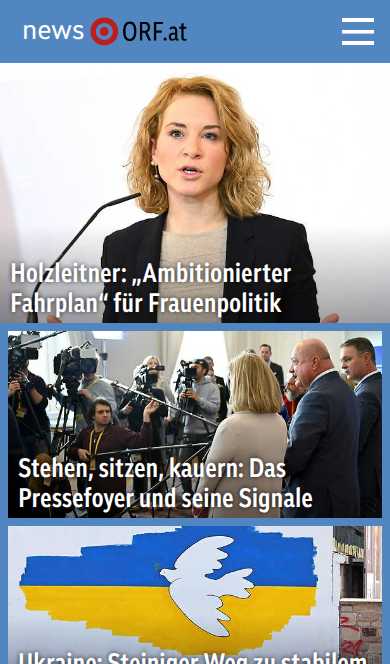 news ORF.at
Holzleitner: „Ambitionierter
Fahrplan“ für Frauenpolitik
Stehen, sitzen, kauern: Das
Pressefoyer und seine Signale
Ukraine: Steiniger Weg zu stabilem